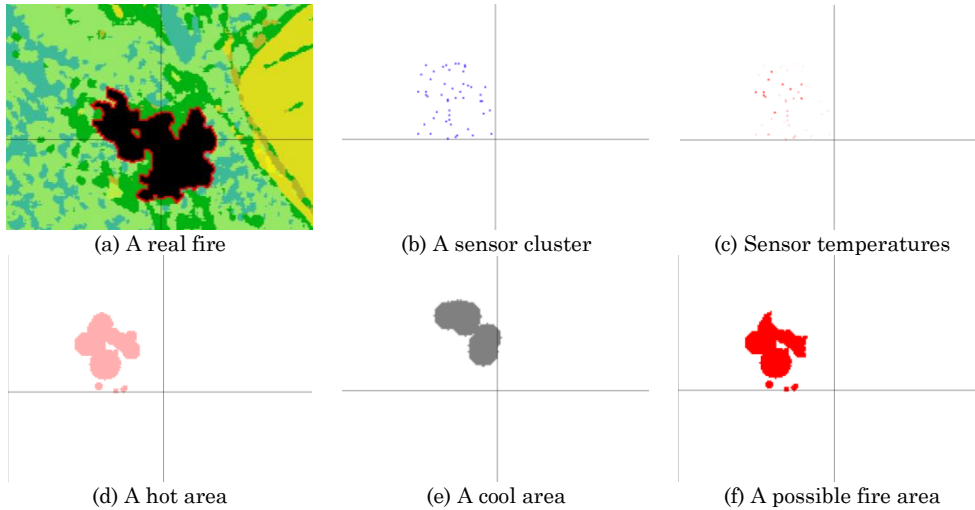 (a) A real fire
(b) A sensor cluster
(c) Sensor temperatures
(d) A hot area
(e) A cool area
(f) A possible fire area